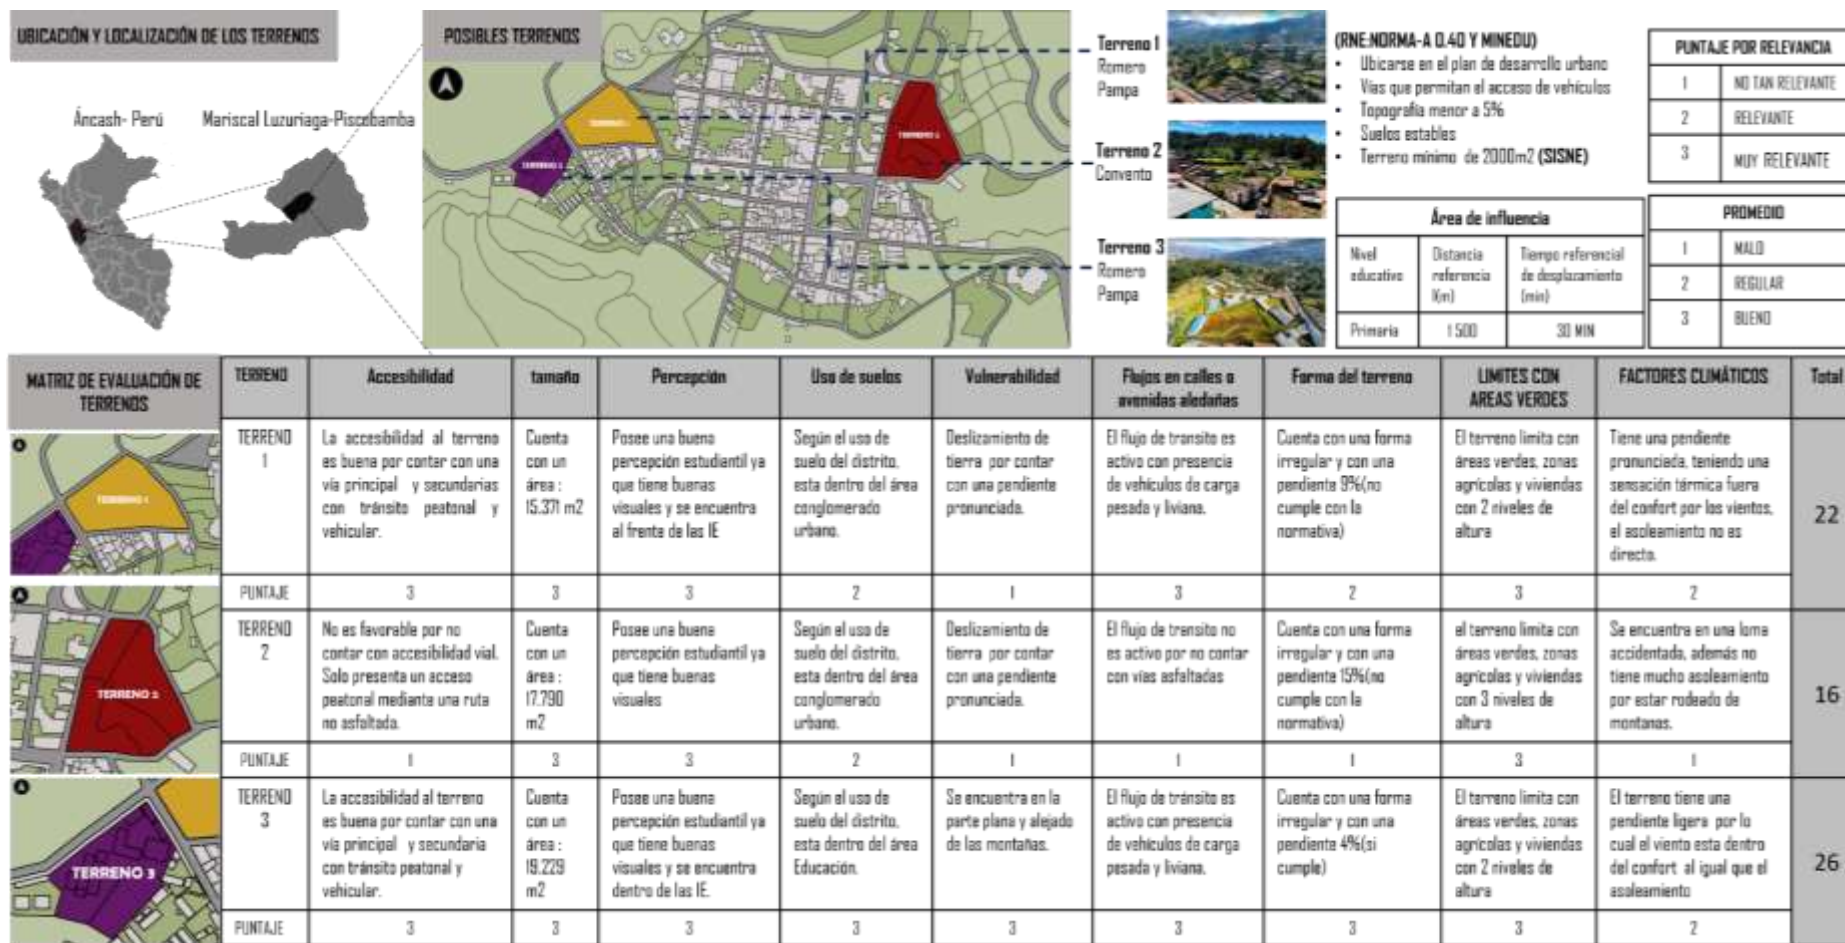 UBICACIÓN Y LOCALIZACIÓN DE LOS TERRENOS
Áncash- Perú
Mariscal Luzuriaga-Piscobamba
POSIBLES TERRENOS
TERRENO 1
TERRENO 3
TERRENO 2
Terreno 1
Romero
Pampa
Terreno 2
Convento
Terreno 3
Romero
Pampa
(RNE:NORMA-A 0.40 Y MINEDU)
• Ubicarse en el plan de desarrollo urbano
• Vías que permitan el acceso de vehículos
• Topografía menor a 5%
• Suelos estables
• Terreno mínimo de 2000m2 (SISNE)
Área de influencia
Nivel
educativo
Distancia
referencia
Tiempo referencial
de desplazamiento
(min)
Primaria
1 500
30 MIN
PUNTAJE POR RELEVANCIA
1 NO TAN RELEVANTE
2 RELEVANTE
3 MUY RELEVANTE
PROMEDIO
1 MALO
2 REGULAR
3 BUENO
MATRIZ DE EVALUACIÓN DE
TERRENOS
TERRENO
Accesibilidad
tamaño
Percepción
Uso de suelos
Vulnerabilidad
Flujos en calles o
avenidas aledañas
Forma del terreno
LIMITES CON
AREAS VERDES
FACTORES CLIMÁTICOS
Total
TERRENO 1
TERRENO
1
La accesibilidad al terreno
es buena por contar con una
vía principal y secundarias
con tránsito peatonal y
vehicular.
Cuenta
con un
área :
15.371 m2
Posee una buena
percepción estudiantil ya
que tiene buenas
visuales y se encuentra
al frente de las IE
Según el uso de
suelo del distrito,
esta dentro del área
conglomerado
urbano.
Deslizamiento de
tierra por contar
con una pendiente
pronunciada.
El flujo de transito es
activo con presencia
de vehículos de carga
pesada y liviana.
Cuenta con una forma
irregular y con una
pendiente 9%(no
cumple con la
normativa)
El terreno limita con
áreas verdes, zonas
agrícolas y viviendas
con 2 niveles de
altura
Tiene una pendiente
pronunciada, teniendo una
sensación térmica fuera
del confort por los vientos,
el asoleamiento no es
directo.
22
PUNTAJE 3 3 3 2 1 3 2 3 2
TERRENO 2
TERRENO
2
No es favorable por no
contar con accesibilidad vial.
Solo presenta un acceso
peatonal mediante una ruta
no asfaltada.
Cuenta
con un
área :
17.790
m2
Posee una buena
percepción estudiantil ya
que tiene buenas
visuales
Según el uso de
suelo del distrito,
esta dentro del área
conglomerado
urbano.
Deslizamiento de
tierra por contar
con una pendiente
pronunciada.
El flujo de transito no
es activo por no contar
con vías asfaltadas
Cuenta con una forma
irregular y con una
pendiente 15%(no
cumple con la
normativa)
el terreno limita con
áreas verdes, zonas
agrícolas y viviendas
con 3 niveles de
altura
Se encuentra en una loma
accidentada, además no
tiene mucho asoleamiento
por estar rodeado de
montanas.
16
PUNTAJE 1 3 3 2 1 1 1 3 1
TERRENO 3
TERRENO
3
La accesibilidad al terreno
es buena por contar con una
vía principal y secundaria
con tránsito peatonal y
vehicular.
Cuenta
con un
área :
19.229
m2
Posee una buena
percepción estudiantil ya
que tiene buenas
visuales y se encuentra
dentro de las IE.
Según el uso de
suelo del distrito,
esta dentro del área
Educación.
Se encuentra en la
parte plana y alejado
de las montañas.
El flujo de tránsito es
activo con presencia
de vehículos de carga
pesada y liviana.
Cuenta con una forma
irregular y con una
pendiente 4%(si
cumple)
El terreno limita con
áreas verdes, zonas
agrícolas y viviendas
con 2 niveles de
altura
El terreno tiene una
pendiente ligera por lo
cual el viento esta dentro
del confort al igual que el
asoleamiento
26
PUNTAJE 3 3 3 3 3 3 3 3 2